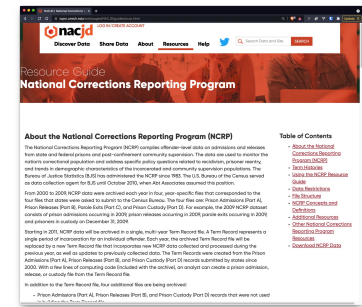 LOG IN/CREATE ACCOUNT
nacjd
Discover Data Share Data About Resources Help
SEARCH
Resource Guide
National Corrections Reporting Program
About the National Corrections Reporting Program (NCRP)
The National Corrections Reporting Program (NCRP) compiles offender-level data on admissions and releases
from state and federal prisons and post-confinement community supervision. The data are used to monitor the
nation's correctional population and address specific policy questions related to recidivism, prisoner reentry,
and trends in demographic characteristics of the incarcerated and community supervision populations. The
Bureau of Justice Statistics (BJS) has administered the NCRP since 1983. The U.S. Bureau of the Census served
as data collection agent for BJS until October 2010, when Abt Associates assumed this position.
From 2000 to 2009, NCRP data were archived each year in four, year-specific files that corresponded to the
four files that states were asked to submit to the Census Bureau. The four files are: Prison Admissions (Part A),
Prison Releases (Part B), Parole Exits (Part C), and Prison Custody (Part D). For example, the 2009 NCRP dataset
consists of prison admissions occurring in 2009, prison releases occurring in 2009, parole exits occurring in 2009,
and prisoners in custody on December 31, 2009.
Starting in 2011, NCRP data will be archived in a single, multi-year Term Record file. A Term Record represents a
single period of incarceration for an individual offender. Each year, the archived Term Record file will be
replaced by a new Term Record file that incorporates new NCRP data collected and processed during the
previous year, as well as updates to previously collected data. The Term Records were created from the Prison
Admissions (Part A), Prison Releases (Part B), and Prison Custody (Part D) records submitted by states since
2000. With a few lines of computing code (included with the archive), an analyst can create a prison admission,
release, or custody file from the Term Record file.
In addition to the Term Record file, four additional files are being archived:
- Prison Admissions (Part A), Prison Releases (Part B), and Prison Custody (Part D) records that were not used
Table of Contents
- About the National
Corrections Reporting
Program (NCRP)
- Term Histories
- Using the NCRP Resource
Guide
- Data Restrictions
- File Structure
- NCRP Concepts and
Definitions
- Additional Resources
- Other National Corrections
Reporting Program
Resources
- Download NCRP Data